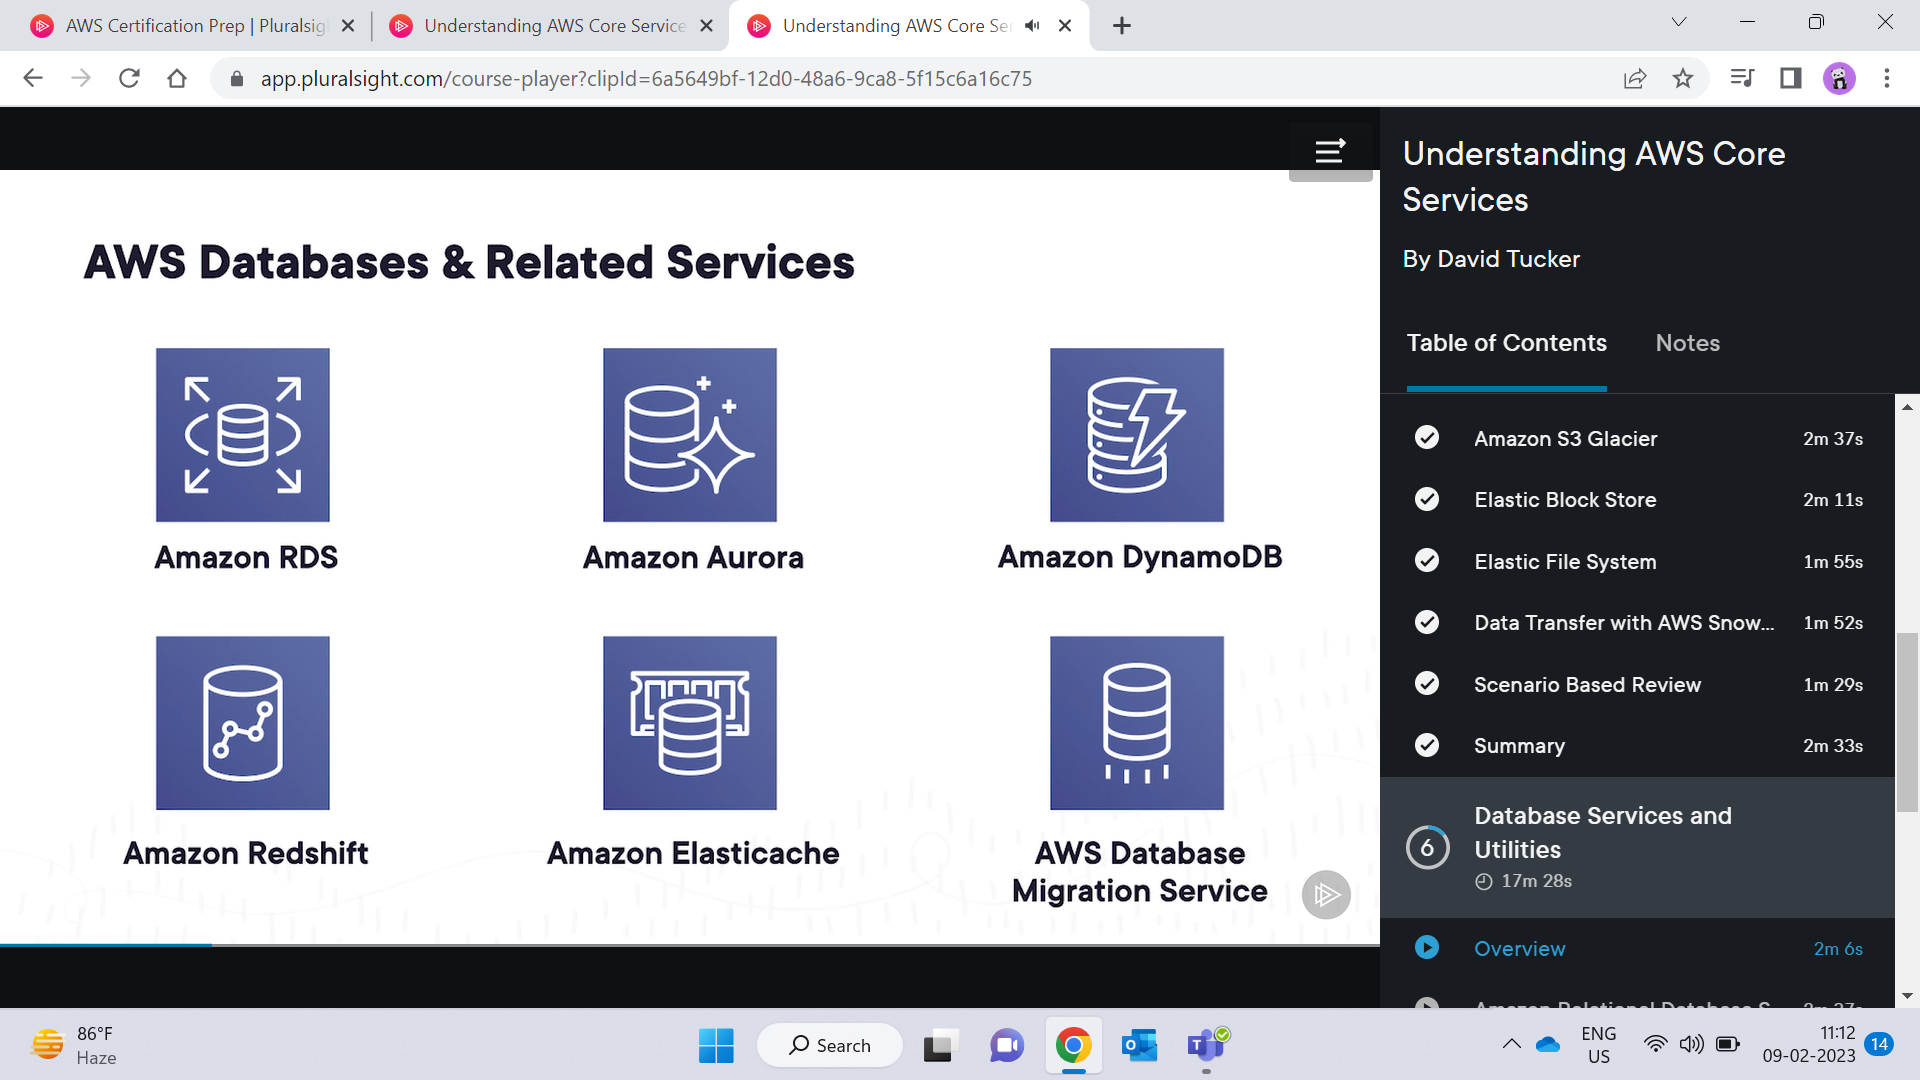 AWS Certification Prep | Pluralsig
Understanding AWS Core Service
Understanding AWS Core Se
app.pluralsight.com/course-player?clipId=6a5649bf-12d0-48a6-9ca8-5f15c6a16c75
AWS Databases & Related Services
Amazon RDS
Amazon Aurora
Amazon DynamoDB
Amazon Redshift
Amazon Elasticache
AWS Database
Migration Service
Understanding AWS Core
Services
By David Tucker
Table of Contents
Notes
Amazon S3 Glacier 2m 37s
Elastic Block Store 2m 11s
Elastic File System 1m 55s
Data Transfer with AWS Snow... 1m 52s
Scenario Based Review 1m 29s
Summary 2m 33s
6
Database Services and
Utilities
17m 28s
Overview 2m 6s
Amazon Relational Database S
86°F
Haze
Search
ENG
US
11:12
09-02-2023
14